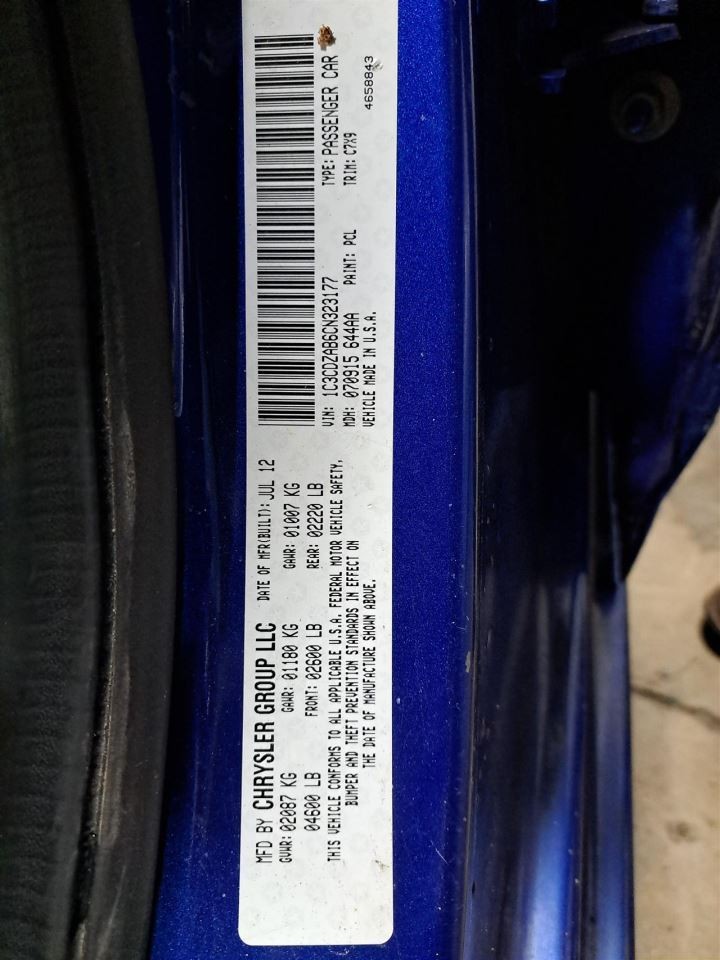 MFD BY CHRYSLER GROUP LLC DATE OF MFR(BUILT): JUL 12
GVWR: 02087 KG GAWR: 01180 KG GAWR: 01007 KG
04600 LB FRONT: 02600 LB REAR: 02220 LB
THIS VEHICLE CONFORMS TO ALL APPLICABLE U.S.A. FEDERAL MOTOR VEHICLE SAFETY,
BUMPER AND THEFT PREVENTION STANDARDS IN EFFECT ON
THE DATE OF MANUFACTURE SHOWN ABOVE.
VIN: 1C3CDZAB6CN323177 TYPE: PASSENGER CAR
MDH: 070915 644AA PAINT: PCL TRIM: C7X9
VEHICLE MADE IN U.S.A. 4658843